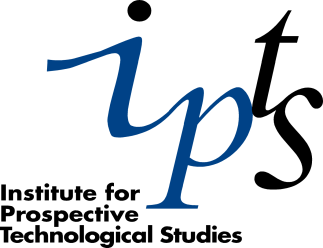 ipts
Institute for
Prospective
Technological Studies